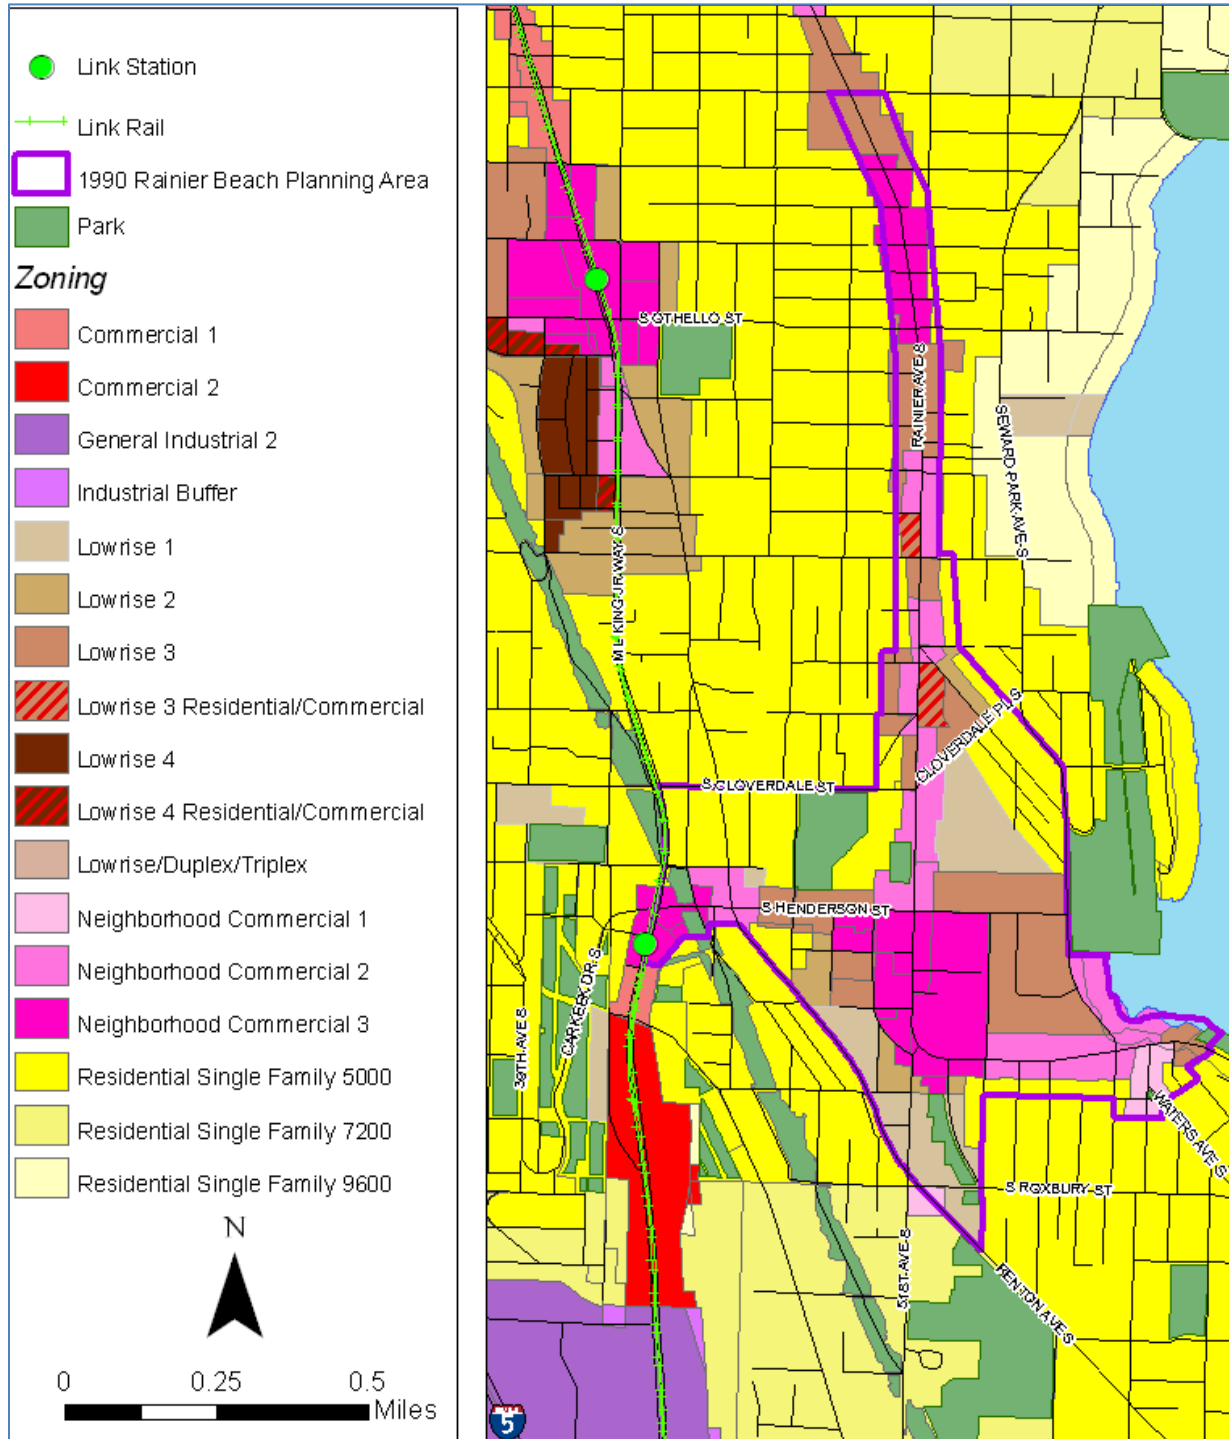 Link Station
Link Rail
1990 Rainier Beach Planning Area
Park
Zoning
Commercial 1
Commercial 2
General Industrial 2
Industrial Buffer
Lowrise 1
Lowrise 2
Lowrise 3
Lowrise 3 Residential/Commercial
Lowrise 4
Lowrise 4 Residential/Commercial
Lowrise/Duplex/Triplex
Neighborhood Commercial 1
Neighborhood Commercial 2
Neighborhood Commercial 3
Residential Single Family 5000
Residential Single Family 7200
Residential Single Family 9600
N
0 0.25 0.5
Miles
S OTHELLO ST
RAINIER AVE S
SEWARD PARK AVE S
M L KING JR WAY S
CLOVERDALE PL S
S CLOVERDALE ST
S HENDERSON ST
CARKEEK DR S
39TH AVE S
WATERS AVE S
S ROXBURY ST
51ST AVE S
RENTON AVE S
5